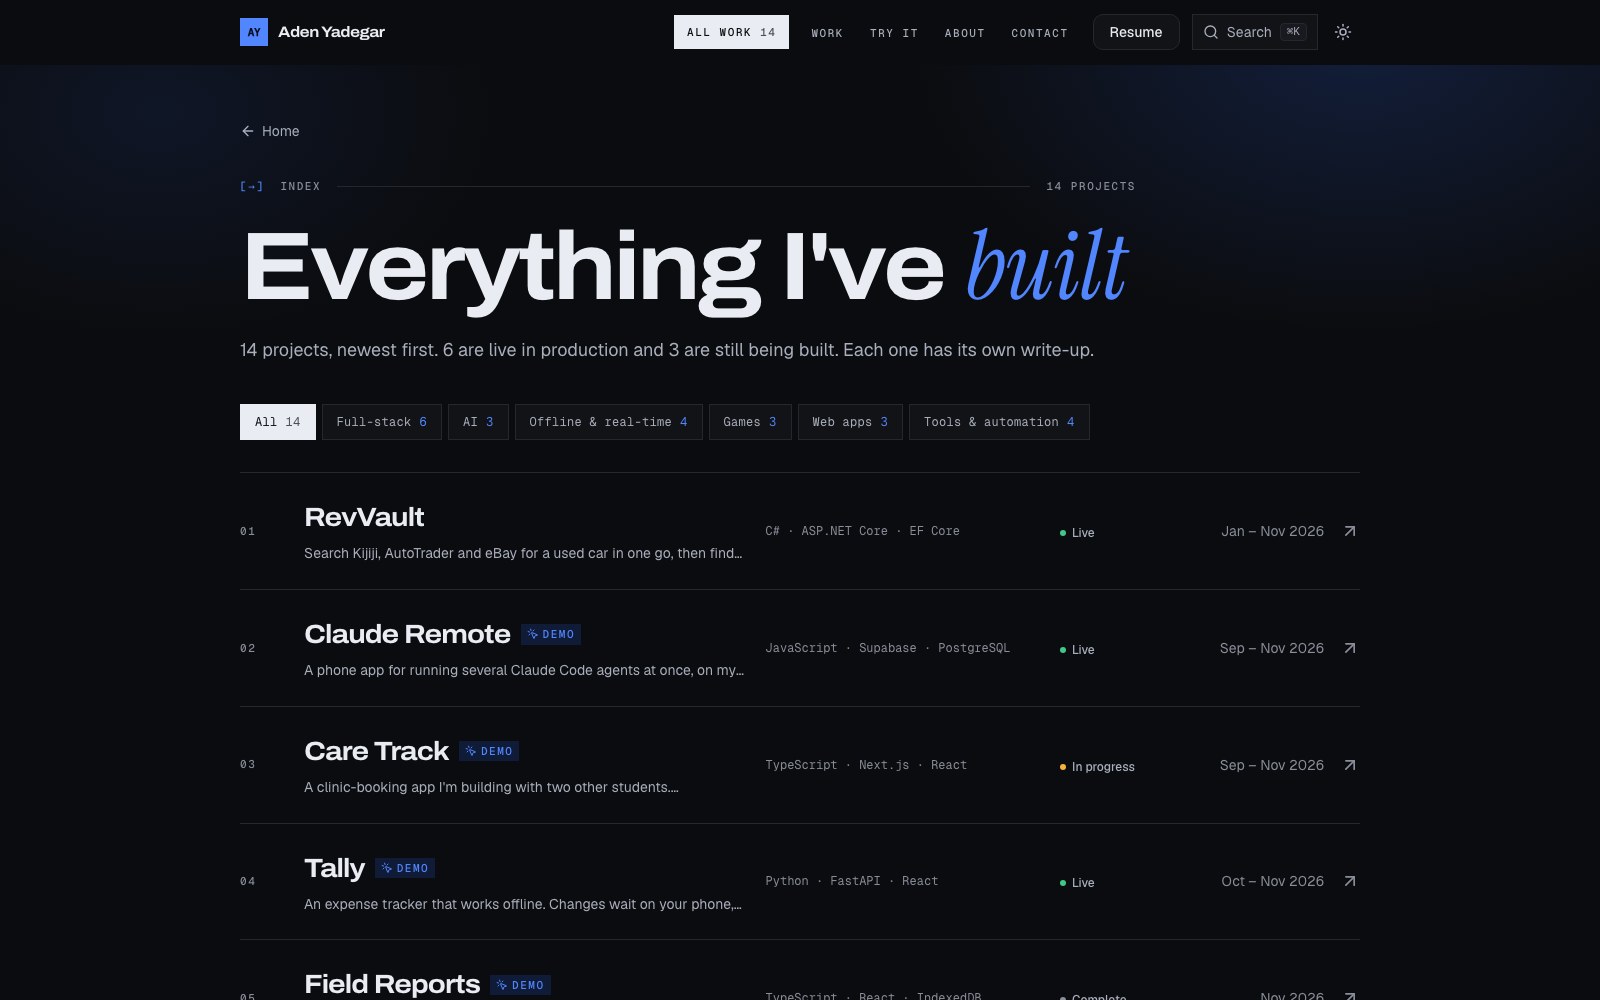 AY Aden Yadegar ALL WORK 14 WORK TRY IT ABOUT CONTACT Resume Search ⌘K
← Home
[→] INDEX 14 PROJECTS
Everything I've built
14 projects, newest first. 6 are live in production and 3 are still being built. Each one has its own write-up.
All 14 Full-stack 6 AI 3 Offline & real-time 4 Games 3 Web apps 3 Tools & automation 4
RevVault
01 C# · ASP.NET Core · EF Core Live Jan – Nov 2026
Search Kijiji, AutoTrader and eBay for a used car in one go, then find…
Claude Remote DEMO
02 JavaScript · Supabase · PostgreSQL Live Sep – Nov 2026
A phone app for running several Claude Code agents at once, on my…
Care Track DEMO
03 TypeScript · Next.js · React In progress Sep – Nov 2026
A clinic-booking app I'm building with two other students.…
Tally DEMO
04 Python · FastAPI · React Live Oct – Nov 2026
An expense tracker that works offline. Changes wait on your phone,…
Field Reports DEMO
05 TypeScript · React · IndexedDB Complete Nov 2026